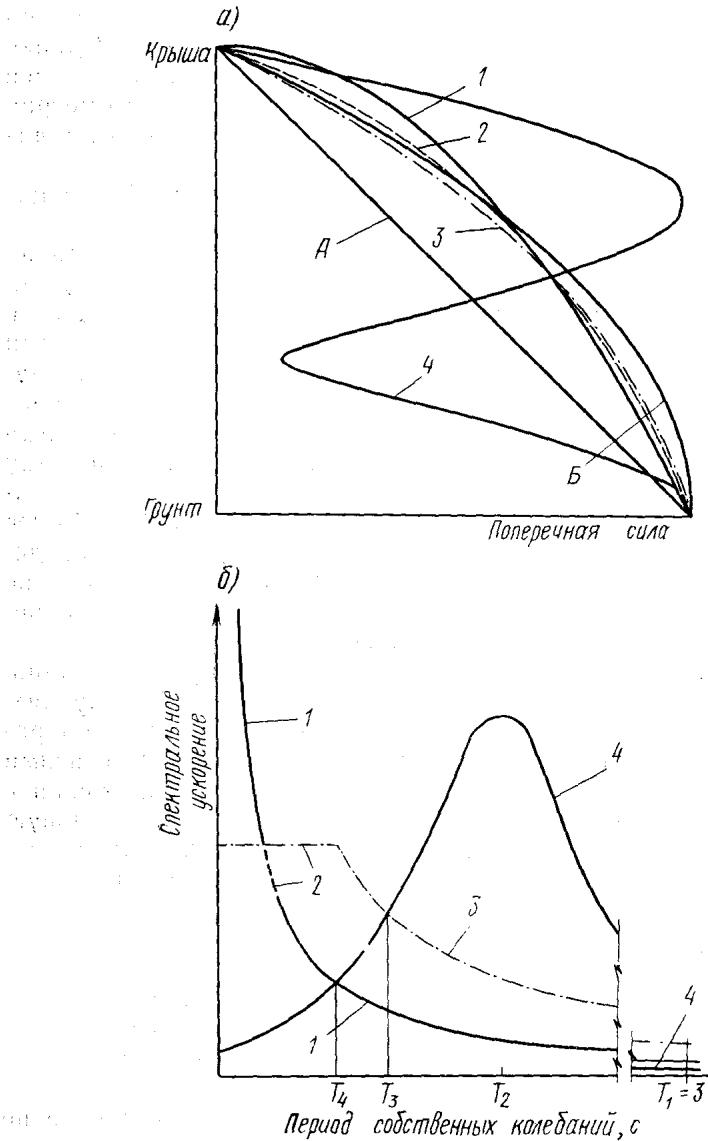 а)
Крыша
1
2
3
А
4
Б
Грунт
Поперечная сила
б)
Спектральное
ускорение
1
4
2
3
4
1
T4
T3
T2
T1 = 3
Период собственных колебаний, с